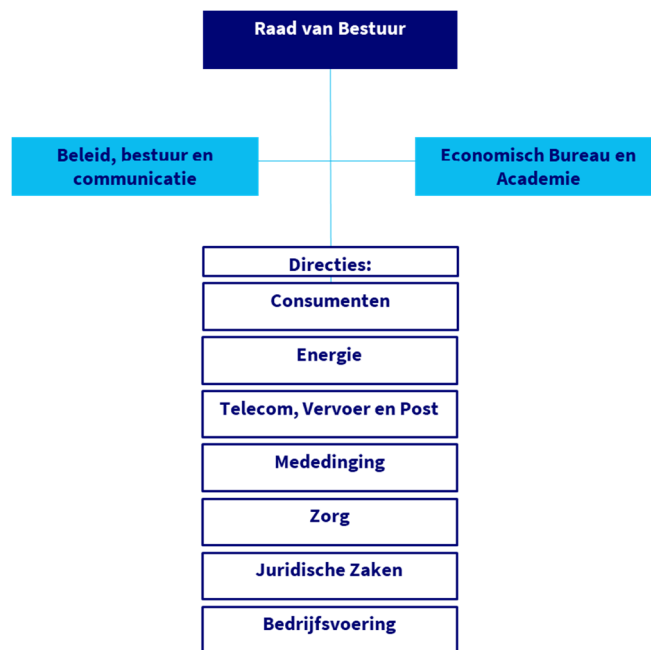 Raad van Bestuur
Beleid, bestuur en
communicatie
Economisch Bureau en
Academie
Directies:
Consumenten
Energie
Telecom, Vervoer en Post
Mededinging
Zorg
Juridische Zaken
Bedrijfsvoering